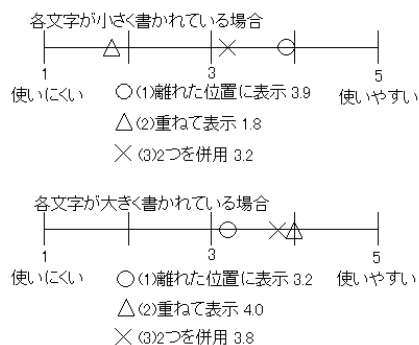 各文字が小さく書かれている場合
1 3 5
使いにくい 使いやすい
○(1)離れた位置に表示 3.9
△(2)重ねて表示 1.8
×(3)2つを併用 3.2
各文字が大きく書かれている場合
1 3 5
使いにくい 使いやすい
○(1)離れた位置に表示 3.2
△(2)重ねて表示 4.0
×(3)2つを併用 3.8